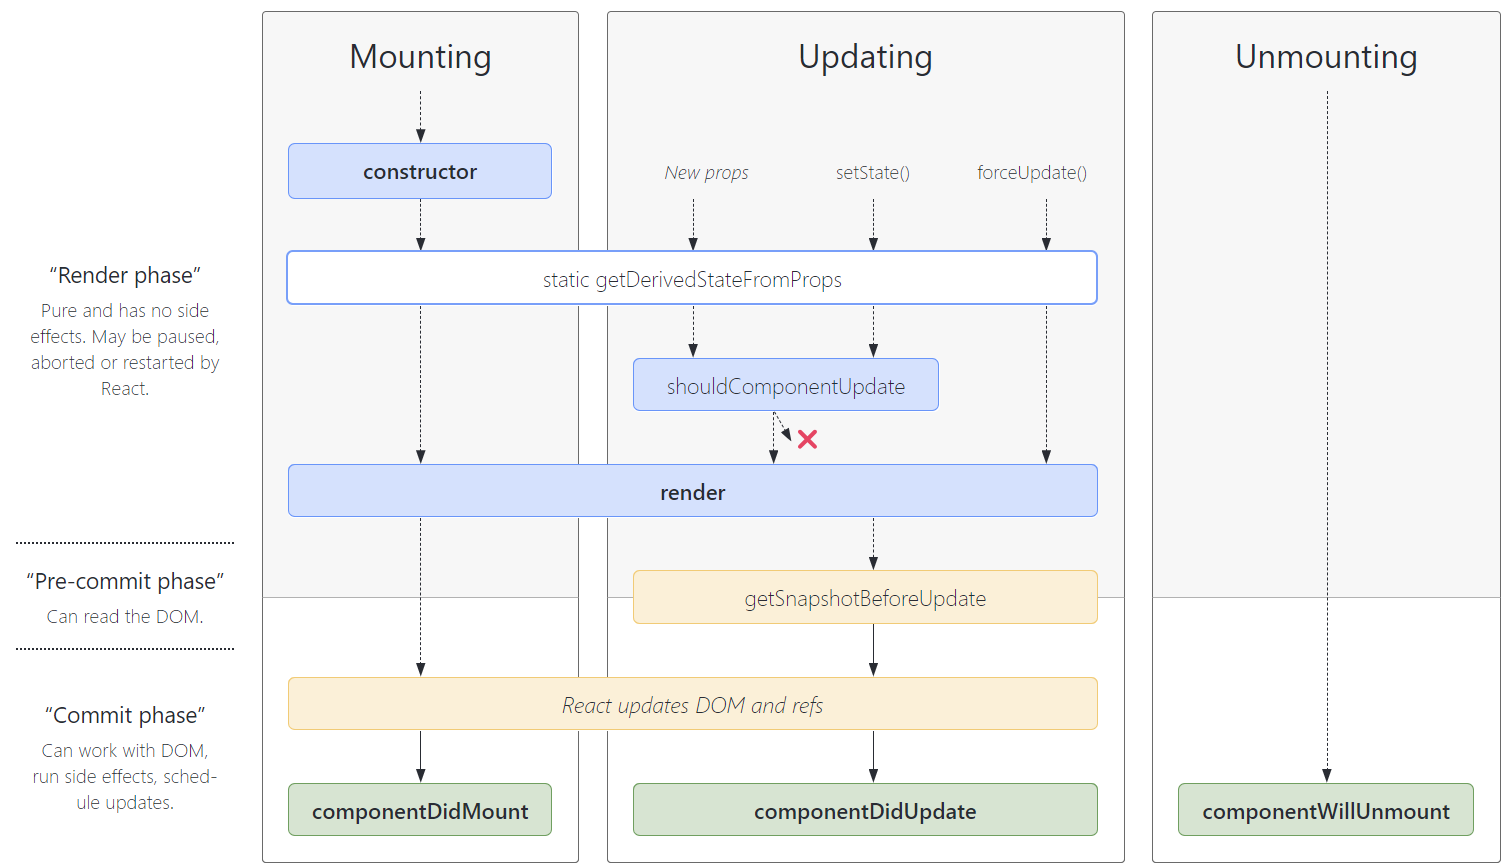 Mounting
Updating
Unmounting
constructor
New props
setState()
forceUpdate()
“Render phase”
Pure and has no side
effects. May be paused,
aborted or restarted by
React.
static getDerivedStateFromProps
shouldComponentUpdate
render
“Pre-commit phase”
Can read the DOM.
getSnapshotBeforeUpdate
“Commit phase”
Can work with DOM,
run side effects, sched-
ule updates.
React updates DOM and refs
componentDidMount
componentDidUpdate
componentWillUnmount